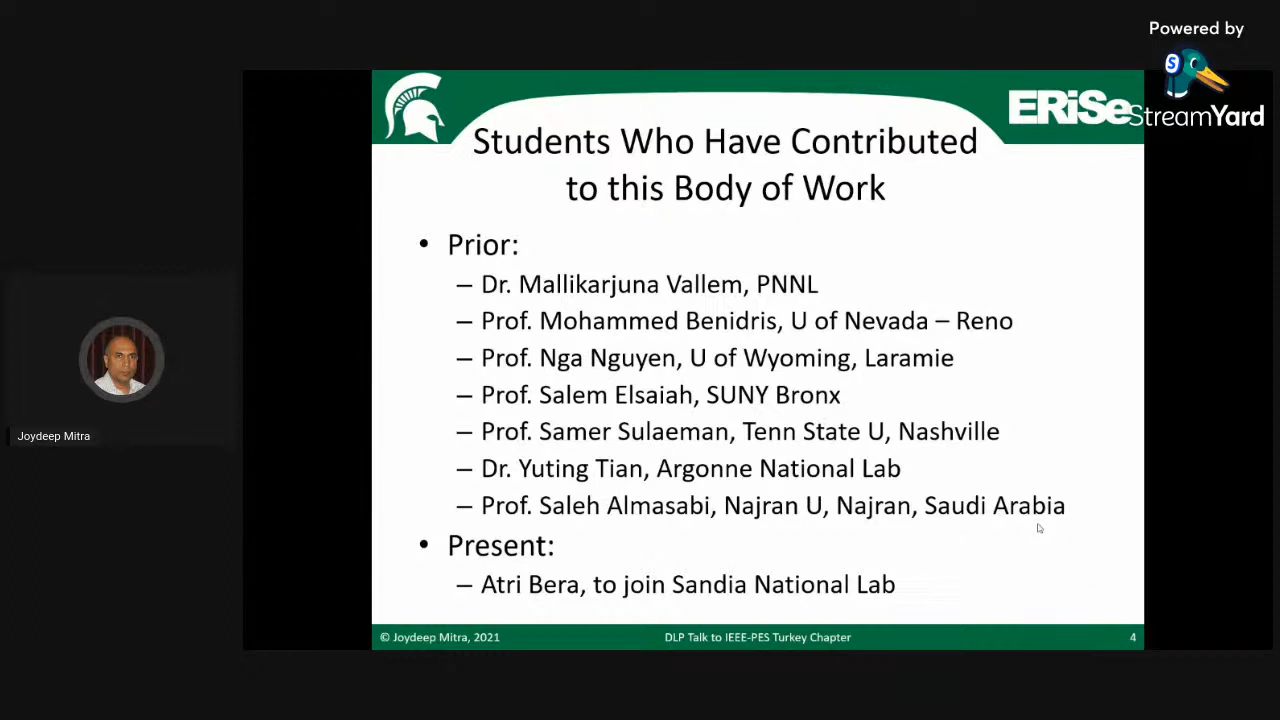 Powered by
S
StreamYard
ERiSe
Students Who Have Contributed
to this Body of Work
• Prior:
– Dr. Mallikarjuna Vallem, PNNL
– Prof. Mohammed Benidris, U of Nevada – Reno
– Prof. Nga Nguyen, U of Wyoming, Laramie
– Prof. Salem Elsaiah, SUNY Bronx
– Prof. Samer Sulaeman, Tenn State U, Nashville
– Dr. Yuting Tian, Argonne National Lab
– Prof. Saleh Almasabi, Najran U, Najran, Saudi Arabia
• Present:
– Atri Bera, to join Sandia National Lab
Joydeep Mitra
© Joydeep Mitra, 2021
DLP Talk to IEEE-PES Turkey Chapter
4